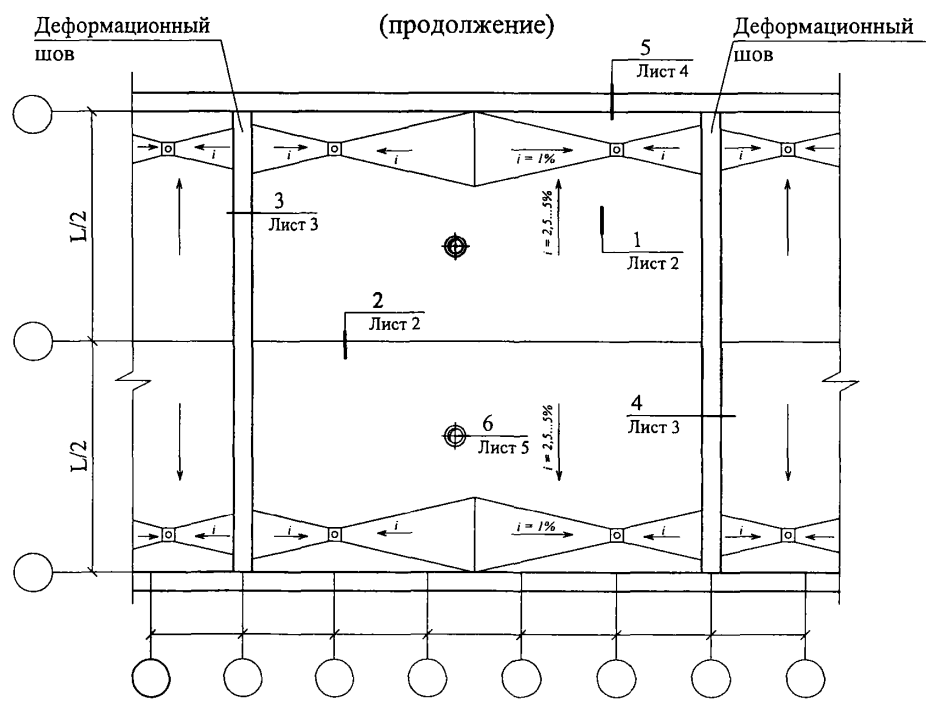 (продолжение)
Деформационный
шов
Деформационный
шов
5
Лист 4
i
i
i = 1%
i
i
i
3
Лист 3
i = 2,5...5%
1
Лист 2
L/2
2
Лист 2
L/2
4
Лист 3
6
Лист 5
i = 2,5...5%
i
i
i
i = 1%
i
i